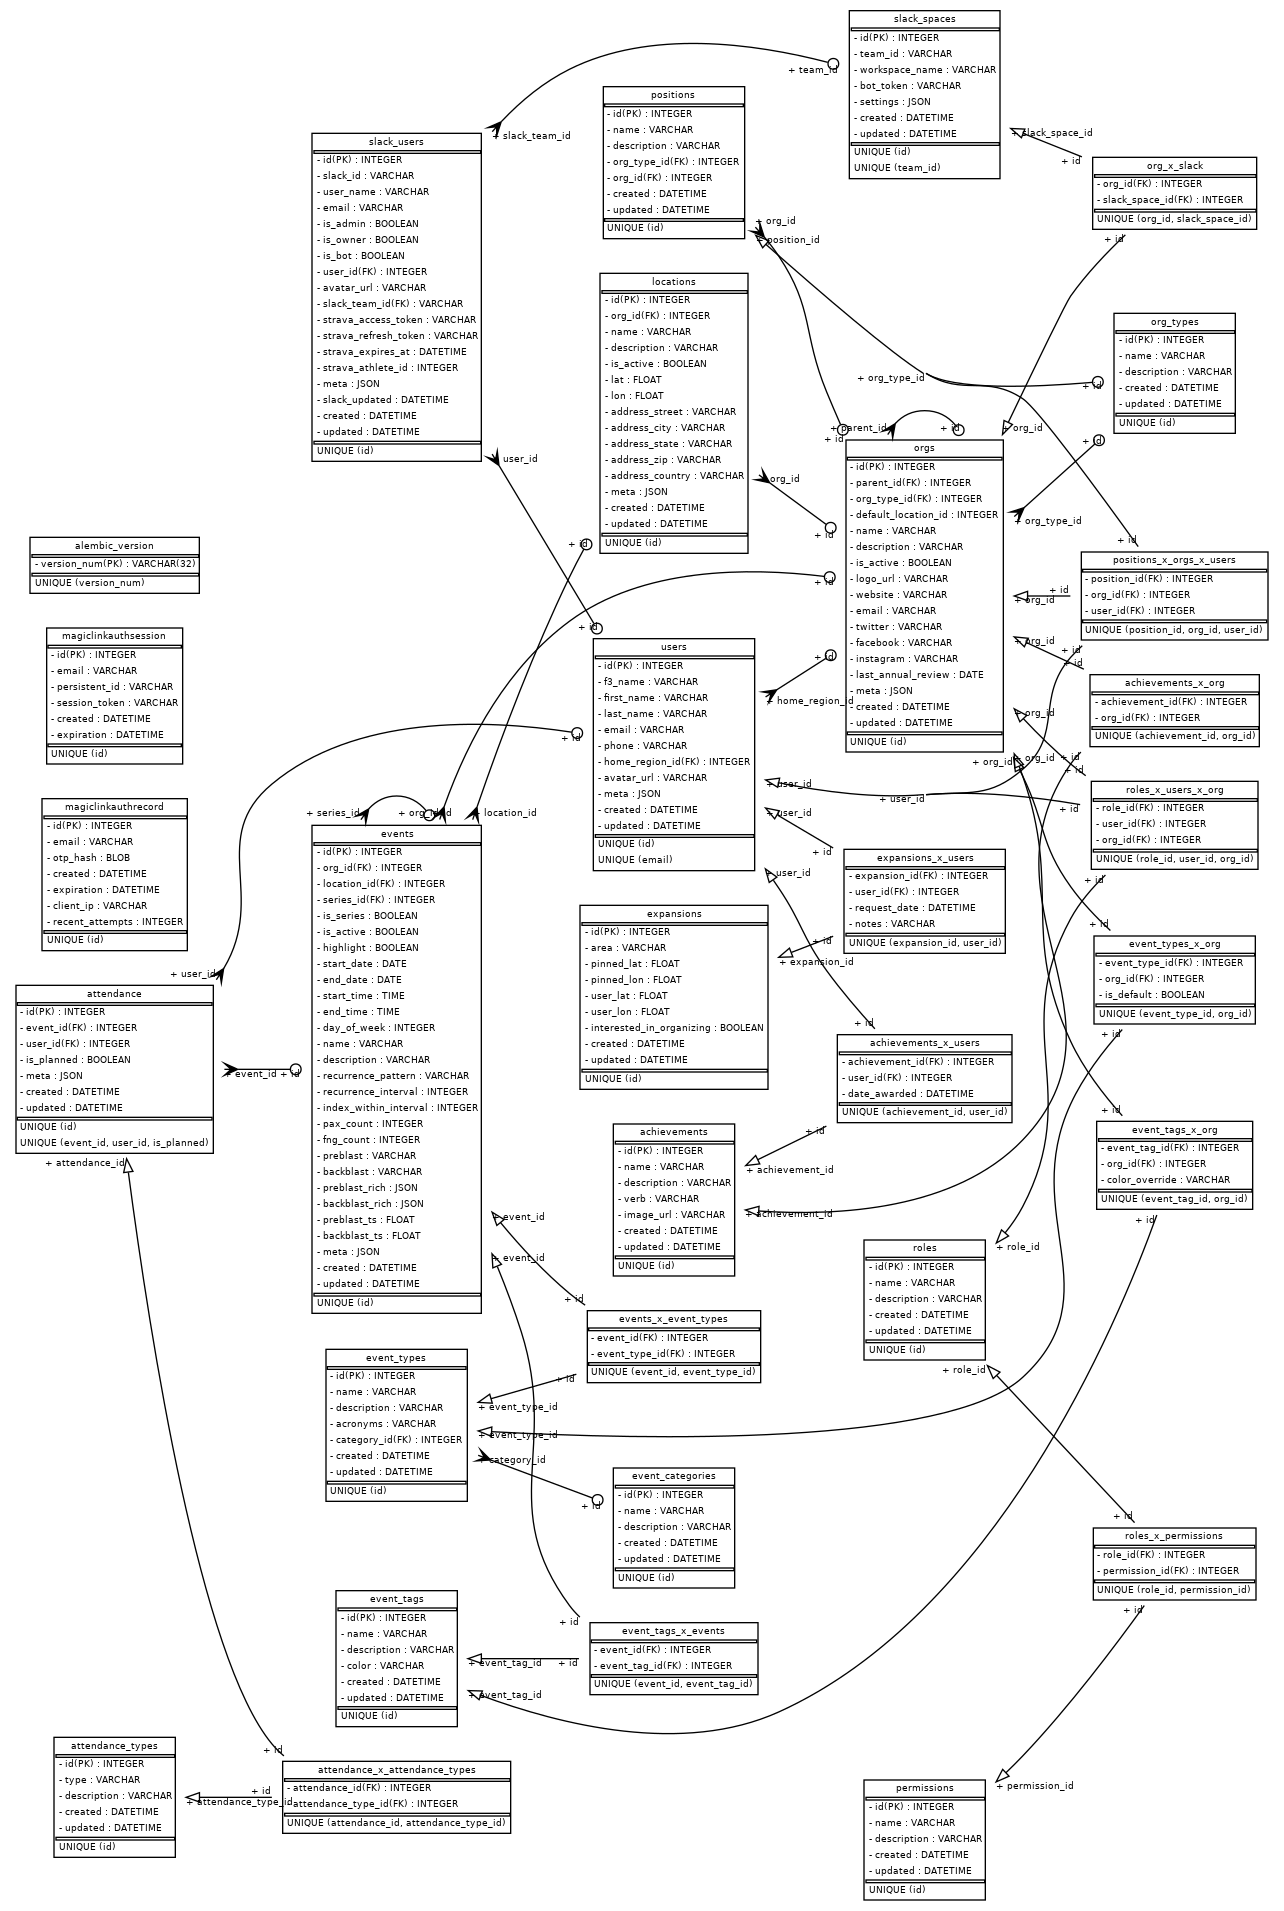 slack_spaces
- id(PK) : INTEGER
- team_id : VARCHAR
- workspace_name : VARCHAR
- bot_token : VARCHAR
- settings : JSON
- created : DATETIME
- updated : DATETIME
UNIQUE (id)
UNIQUE (team_id)
+ team_id
+ slack_team_id
positions
- id(PK) : INTEGER
- name : VARCHAR
- description : VARCHAR
- org_type_id(FK) : INTEGER
- org_id(FK) : INTEGER
- created : DATETIME
- updated : DATETIME
UNIQUE (id)
slack_users
- id(PK) : INTEGER
- slack_id : VARCHAR
- user_name : VARCHAR
- email : VARCHAR
- is_admin : BOOLEAN
- is_owner : BOOLEAN
- is_bot : BOOLEAN
- user_id(FK) : INTEGER
- avatar_url : VARCHAR
- slack_team_id(FK) : VARCHAR
- strava_access_token : VARCHAR
- strava_refresh_token : VARCHAR
- strava_expires_at : DATETIME
- strava_athlete_id : INTEGER
- meta : JSON
- slack_updated : DATETIME
- created : DATETIME
- updated : DATETIME
UNIQUE (id)
+ slack_space_id
+ id
org_x_slack
- org_id(FK) : INTEGER
- slack_space_id(FK) : INTEGER
UNIQUE (org_id, slack_space_id)
+ id
+ org_id
+ position_id
locations
- id(PK) : INTEGER
- org_id(FK) : INTEGER
- name : VARCHAR
- description : VARCHAR
- is_active : BOOLEAN
- lat : FLOAT
- lon : FLOAT
- address_street : VARCHAR
- address_city : VARCHAR
- address_state : VARCHAR
- address_zip : VARCHAR
- address_country : VARCHAR
- meta : JSON
- created : DATETIME
- updated : DATETIME
UNIQUE (id)
org_types
- id(PK) : INTEGER
- name : VARCHAR
- description : VARCHAR
- created : DATETIME
- updated : DATETIME
UNIQUE (id)
+ org_type_id
+ id
+ parent_id
+ id
+ org_id
+ id
+ id
orgs
- id(PK) : INTEGER
- parent_id(FK) : INTEGER
- org_type_id(FK) : INTEGER
- default_location_id : INTEGER
- name : VARCHAR
- description : VARCHAR
- is_active : BOOLEAN
- logo_url : VARCHAR
- website : VARCHAR
- email : VARCHAR
- twitter : VARCHAR
- facebook : VARCHAR
- instagram : VARCHAR
- last_annual_review : DATE
- meta : JSON
- created : DATETIME
- updated : DATETIME
UNIQUE (id)
+ user_id
+ org_id
+ id
+ org_type_id
+ id
+ id
+ id
alembic_version
- version_num(PK) : VARCHAR(32)
UNIQUE (version_num)
positions_x_orgs_x_users
- position_id(FK) : INTEGER
- org_id(FK) : INTEGER
- user_id(FK) : INTEGER
UNIQUE (position_id, org_id, user_id)
+ id
+ org_id
+ id
magiclinkauthsession
- id(PK) : INTEGER
- email : VARCHAR
- persistent_id : VARCHAR
- session_token : VARCHAR
- created : DATETIME
- expiration : DATETIME
UNIQUE (id)
users
- id(PK) : INTEGER
- f3_name : VARCHAR
- first_name : VARCHAR
- last_name : VARCHAR
- email : VARCHAR
- phone : VARCHAR
- home_region_id(FK) : INTEGER
- avatar_url : VARCHAR
- meta : JSON
- created : DATETIME
- updated : DATETIME
UNIQUE (id)
UNIQUE (email)
+ org_id
+ id
+ id
+ id
achievements_x_org
- achievement_id(FK) : INTEGER
- org_id(FK) : INTEGER
UNIQUE (achievement_id, org_id)
+ home_region_id
+ org_id
+ id
+ org_id
+ org_id
+ id
+ id
+ user_id
+ user_id
+ id
roles_x_users_x_org
- role_id(FK) : INTEGER
- user_id(FK) : INTEGER
- org_id(FK) : INTEGER
UNIQUE (role_id, user_id, org_id)
magiclinkauthrecord
- id(PK) : INTEGER
- email : VARCHAR
- otp_hash : BLOB
- created : DATETIME
- expiration : DATETIME
- client_ip : VARCHAR
- recent_attempts : INTEGER
UNIQUE (id)
+ series_id
+ org_id
+ location_id
events
- id(PK) : INTEGER
- org_id(FK) : INTEGER
- location_id(FK) : INTEGER
- series_id(FK) : INTEGER
- is_series : BOOLEAN
- is_active : BOOLEAN
- highlight : BOOLEAN
- start_date : DATE
- end_date : DATE
- start_time : TIME
- end_time : TIME
- day_of_week : INTEGER
- name : VARCHAR
- description : VARCHAR
- recurrence_pattern : VARCHAR
- recurrence_interval : INTEGER
- index_within_interval : INTEGER
- pax_count : INTEGER
- fng_count : INTEGER
- preblast : VARCHAR
- backblast : VARCHAR
- preblast_rich : JSON
- backblast_rich : JSON
- preblast_ts : FLOAT
- backblast_ts : FLOAT
- meta : JSON
- created : DATETIME
- updated : DATETIME
UNIQUE (id)
+ user_id
+ id
expansions_x_users
- expansion_id(FK) : INTEGER
- user_id(FK) : INTEGER
- request_date : DATETIME
- notes : VARCHAR
UNIQUE (expansion_id, user_id)
+ user_id
+ id
expansions
- id(PK) : INTEGER
- area : VARCHAR
- pinned_lat : FLOAT
- pinned_lon : FLOAT
- user_lat : FLOAT
- user_lon : FLOAT
- interested_in_organizing : BOOLEAN
- created : DATETIME
- updated : DATETIME
UNIQUE (id)
+ id
+ expansion_id
+ id
event_types_x_org
- event_type_id(FK) : INTEGER
- org_id(FK) : INTEGER
- is_default : BOOLEAN
UNIQUE (event_type_id, org_id)
+ user_id
attendance
- id(PK) : INTEGER
- event_id(FK) : INTEGER
- user_id(FK) : INTEGER
- is_planned : BOOLEAN
- meta : JSON
- created : DATETIME
- updated : DATETIME
UNIQUE (id)
UNIQUE (event_id, user_id, is_planned)
+ event_id
+ id
+ attendance_id
+ id
+ id
achievements_x_users
- achievement_id(FK) : INTEGER
- user_id(FK) : INTEGER
- date_awarded : DATETIME
UNIQUE (achievement_id, user_id)
+ id
+ achievement_id
+ id
achievements
- id(PK) : INTEGER
- name : VARCHAR
- description : VARCHAR
- verb : VARCHAR
- image_url : VARCHAR
- created : DATETIME
- updated : DATETIME
UNIQUE (id)
+ achievement_id
event_tags_x_org
- event_tag_id(FK) : INTEGER
- org_id(FK) : INTEGER
- color_override : VARCHAR
UNIQUE (event_tag_id, org_id)
+ id
+ event_id
+ event_id
+ role_id
roles
- id(PK) : INTEGER
- name : VARCHAR
- description : VARCHAR
- created : DATETIME
- updated : DATETIME
UNIQUE (id)
+ role_id
+ id
events_x_event_types
- event_id(FK) : INTEGER
- event_type_id(FK) : INTEGER
UNIQUE (event_id, event_type_id)
event_types
- id(PK) : INTEGER
- name : VARCHAR
- description : VARCHAR
- acronyms : VARCHAR
- category_id(FK) : INTEGER
- created : DATETIME
- updated : DATETIME
UNIQUE (id)
+ id
+ event_type_id
+ event_type_id
+ category_id
+ id
event_categories
- id(PK) : INTEGER
- name : VARCHAR
- description : VARCHAR
- created : DATETIME
- updated : DATETIME
UNIQUE (id)
+ id
roles_x_permissions
- role_id(FK) : INTEGER
- permission_id(FK) : INTEGER
UNIQUE (role_id, permission_id)
+ id
event_tags
- id(PK) : INTEGER
- name : VARCHAR
- description : VARCHAR
- color : VARCHAR
- created : DATETIME
- updated : DATETIME
UNIQUE (id)
+ id
event_tags_x_events
- event_id(FK) : INTEGER
- event_tag_id(FK) : INTEGER
UNIQUE (event_id, event_tag_id)
+ event_tag_id
+ id
+ event_tag_id
attendance_types
- id(PK) : INTEGER
- type : VARCHAR
- description : VARCHAR
- created : DATETIME
- updated : DATETIME
UNIQUE (id)
+ id
+ id
+ attendance_type_id
attendance_x_attendance_types
- attendance_id(FK) : INTEGER
- attendance_type_id(FK) : INTEGER
UNIQUE (attendance_id, attendance_type_id)
+ permission_id
permissions
- id(PK) : INTEGER
- name : VARCHAR
- description : VARCHAR
- created : DATETIME
- updated : DATETIME
UNIQUE (id)